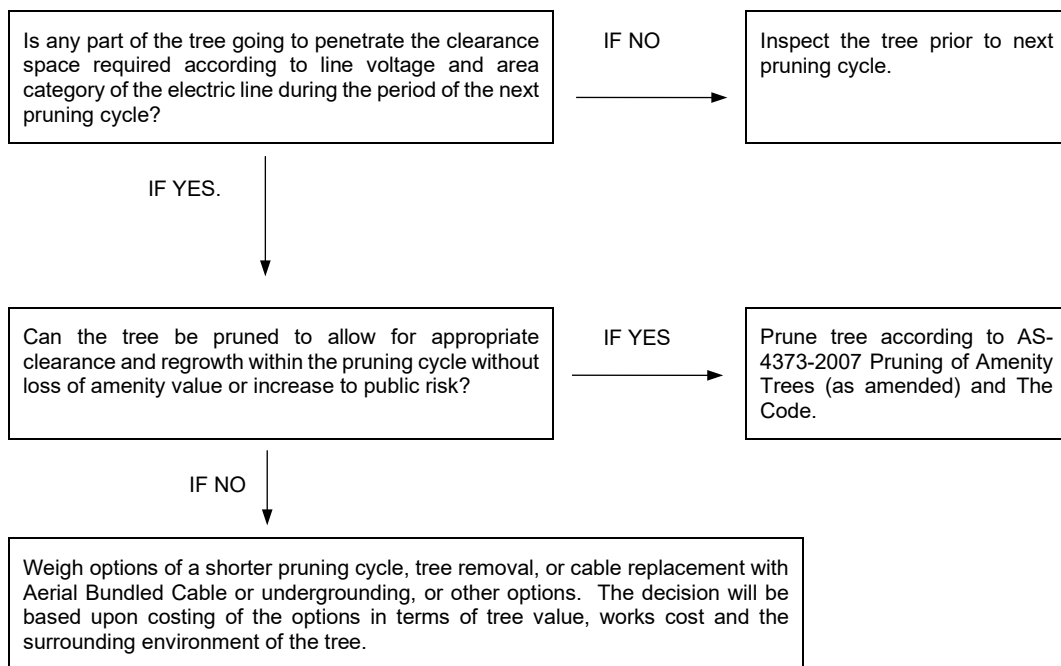 Is any part of the tree going to penetrate the clearance
space required according to line voltage and area
category of the electric line during the period of the next
pruning cycle?
IF NO
Inspect the tree prior to next
pruning cycle.
IF YES.
Can the tree be pruned to allow for appropriate
clearance and regrowth within the pruning cycle without
loss of amenity value or increase to public risk?
IF YES
Prune tree according to AS-
4373-2007 Pruning of Amenity
Trees (as amended) and The
Code.
IF NO
Weigh options of a shorter pruning cycle, tree removal, or cable replacement with
Aerial Bundled Cable or undergrounding, or other options. The decision will be
based upon costing of the options in terms of tree value, works cost and the
surrounding environment of the tree.